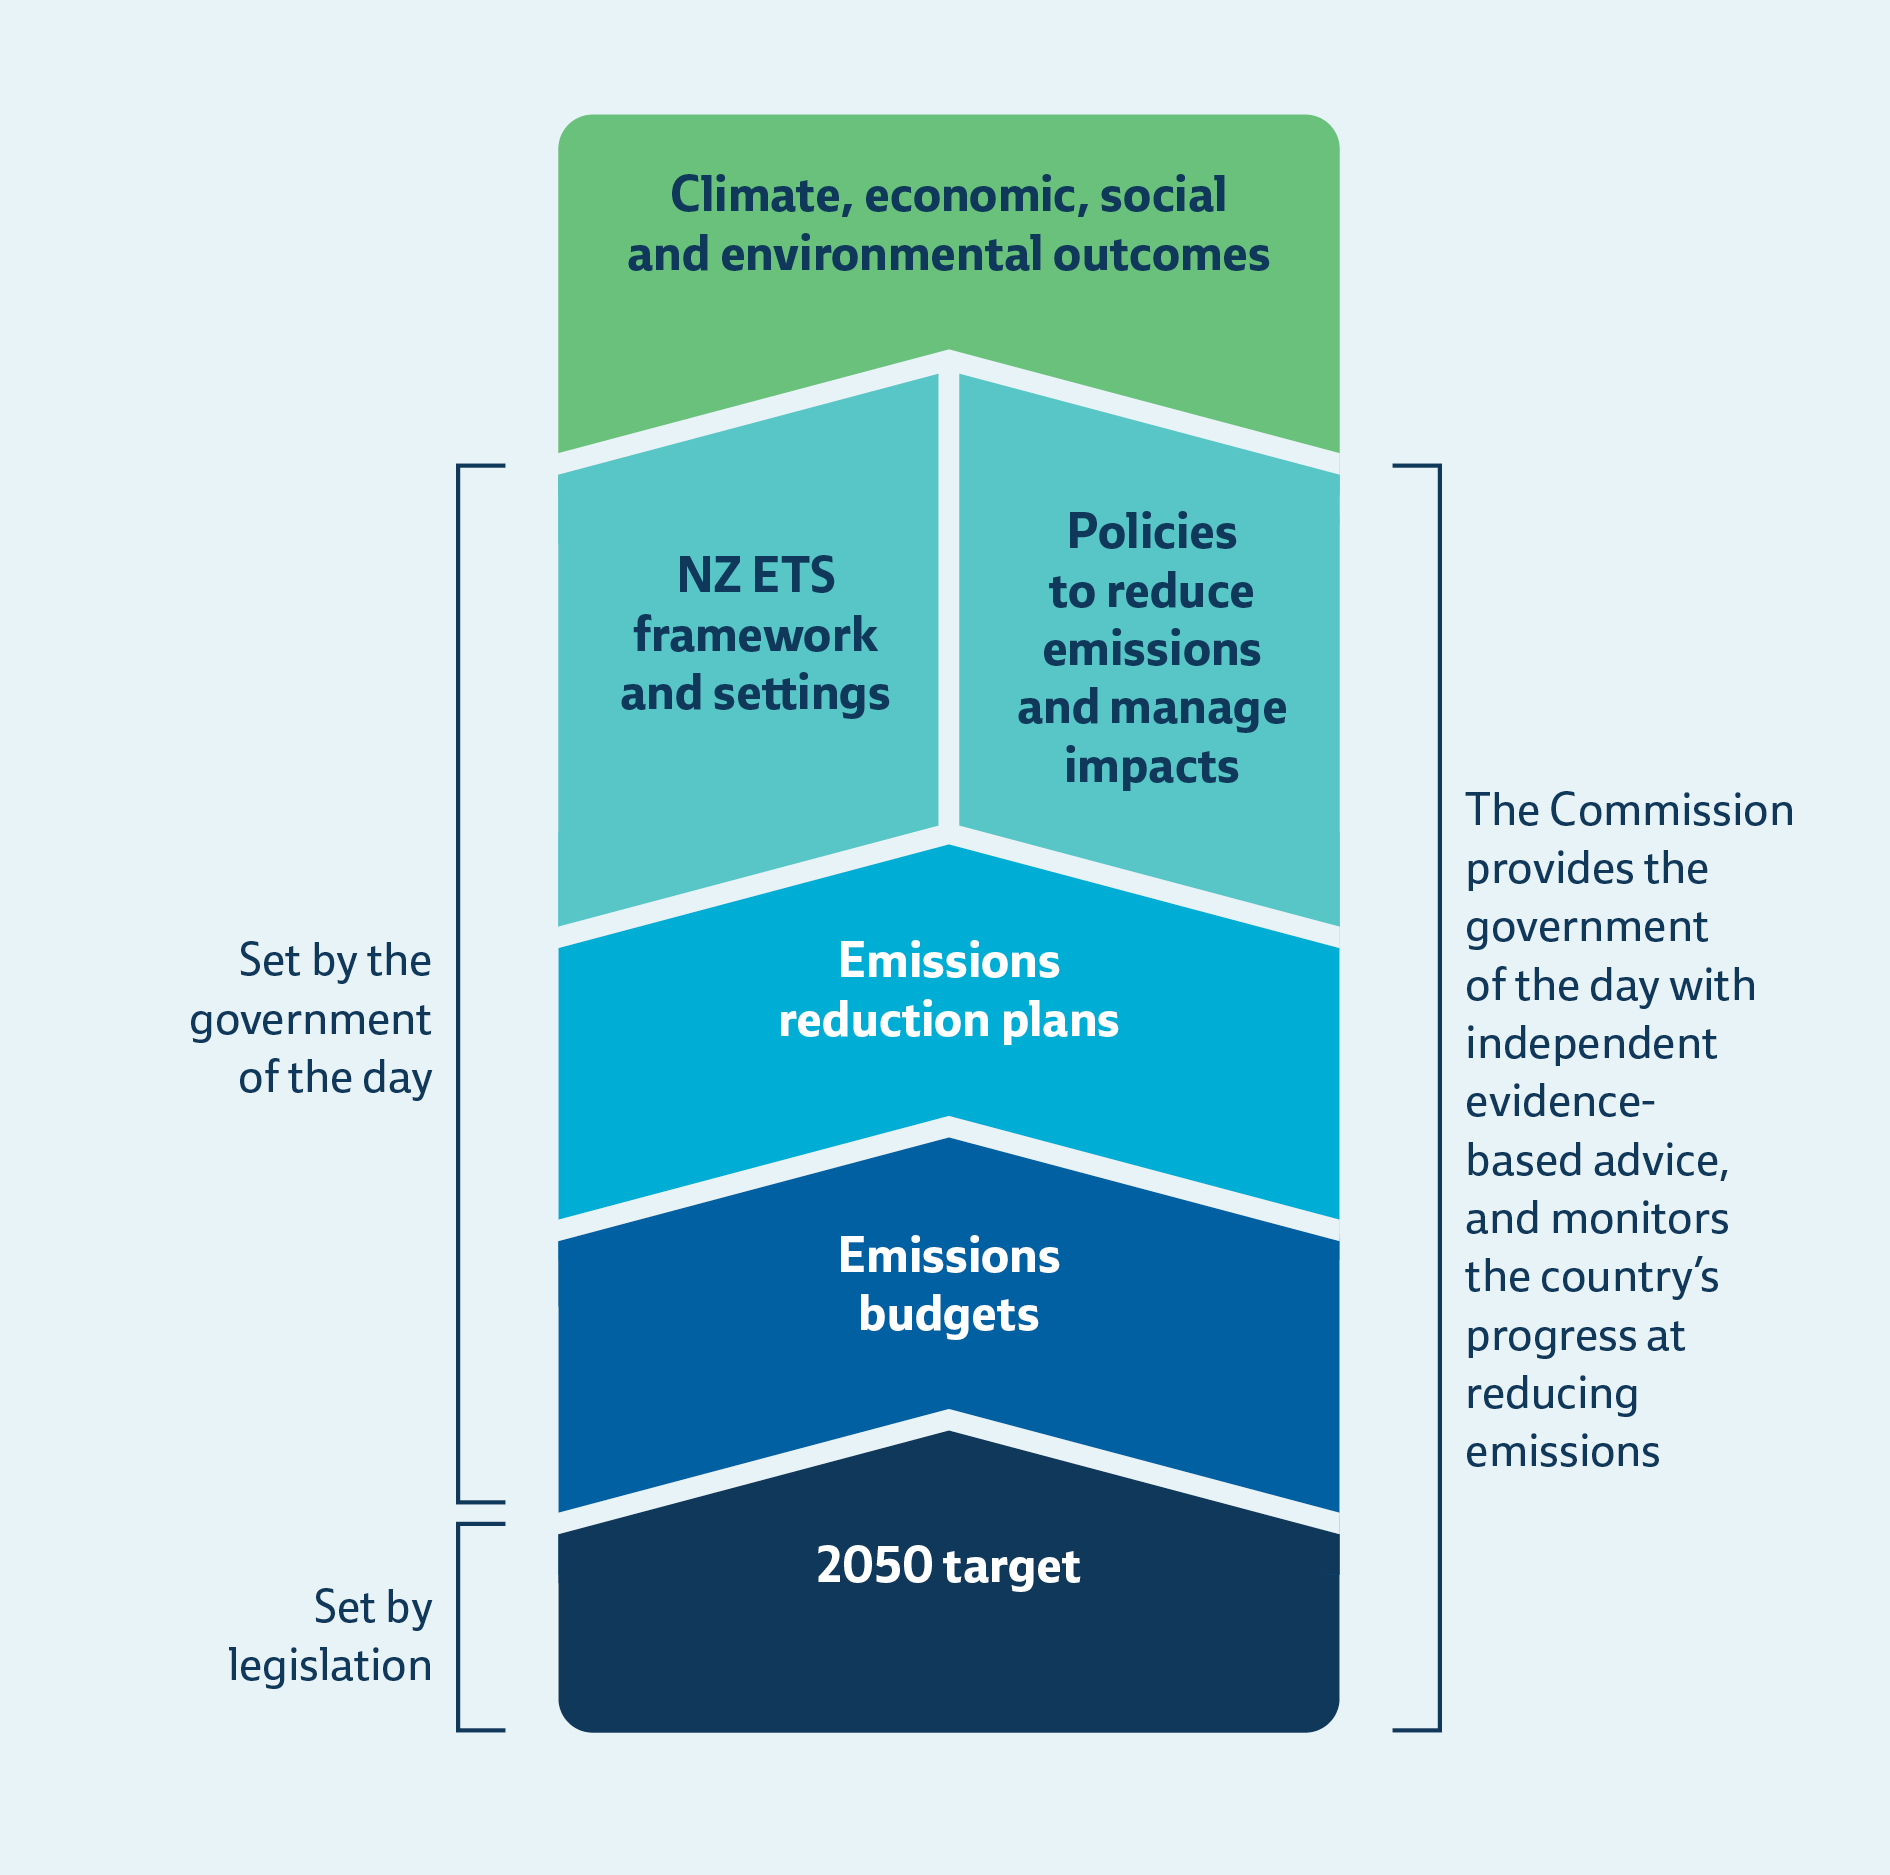 Climate, economic, social
and environmental outcomes
NZ ETS
framework
and settings
Policies
to reduce
emissions
and manage
impacts
Emissions
reduction plans
Emissions
budgets
2050 target
Set by the
government
of the day
Set by
legislation
The Commission
provides the
government
of the day with
independent
evidence-
based advice,
and monitors
the country’s
progress at
reducing
emissions